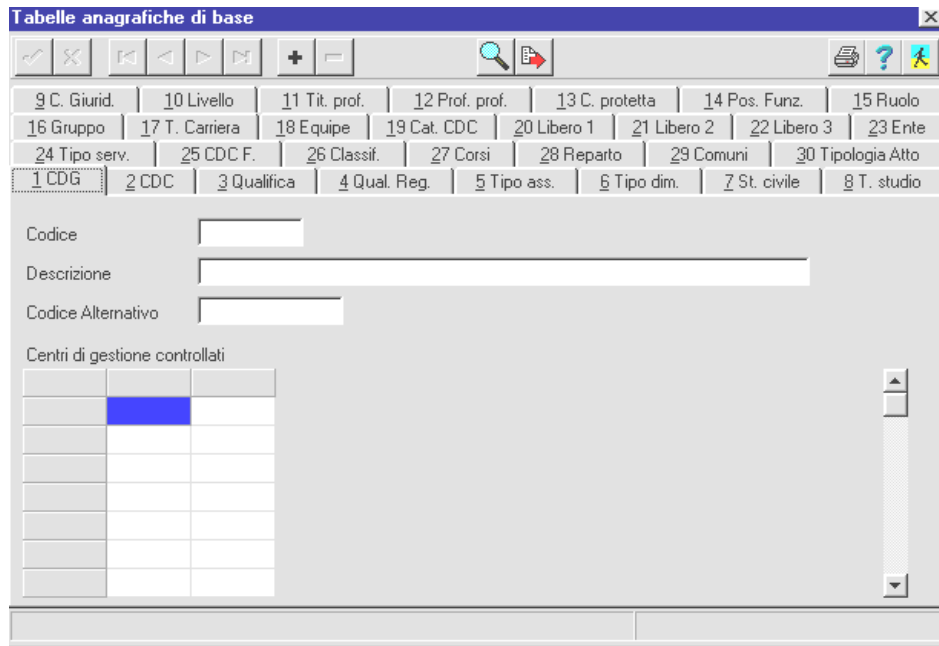 Tabelle anagrafiche di base
9 C. Giurid. 10 Livello 11 Tit. prof. 12 Prof. prof. 13 C. protetta 14 Pos. Funz. 15 Ruolo
16 Gruppo 17 T. Carriera 18 Equipe 19 Cat. CDC 20 Libero 1 21 Libero 2 22 Libero 3 23 Ente
24 Tipo serv. 25 CDC F. 26 Classif. 27 Corsi 28 Reparto 29 Comuni 30 Tipologia Atto
1 CDG 2 CDC 3 Qualifica 4 Qual. Reg. 5 Tipo ass. 6 Tipo dim. 7 St. civile 8 T. studio
Codice
Descrizione
Codice Alternativo
Centri di gestione controllati